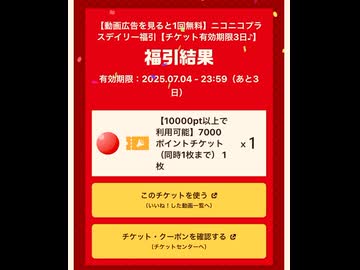 【動画広告を見ると1回無料】ニコニコプラ
スデイリー福引【チケット有効期限3日♪】
福引結果
有効期限：2025.07.04 - 23:59（あと3
日）
【10000pt以上で
利用可能】7000
ポイントチケット
（同時1枚まで） 1
枚
×1
このチケットを使う
（いいね！した動画一覧へ）
チケット・クーポンを確認する
（チケットセンターへ）